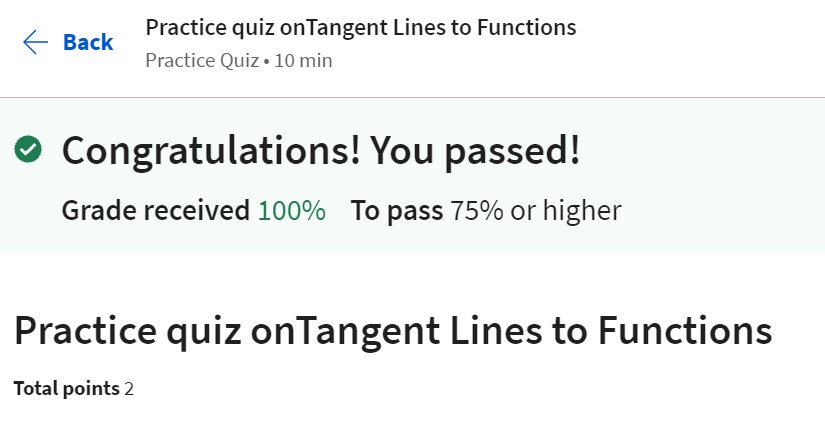 Back
Practice quiz onTangent Lines to Functions
Practice Quiz • 10 min
Congratulations! You passed!
Grade received 100% To pass 75% or higher
Practice quiz onTangent Lines to Functions
Total points 2